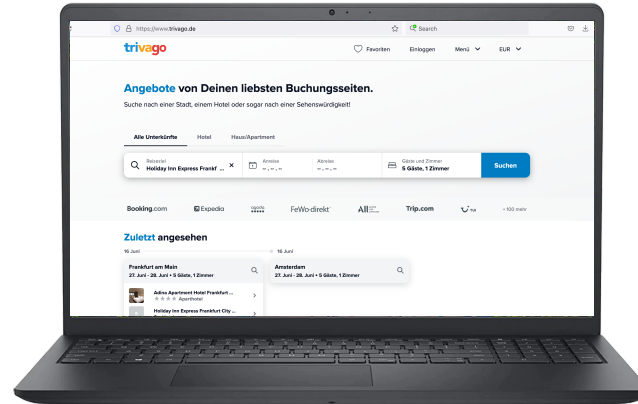 https://www.trivago.de
Search
trivago
Favoriten
Einloggen
Menü
EUR
Angebote von Deinen liebsten Buchungsseiten.
Suche nach einer Stadt, einem Hotel oder sogar nach einer Sehenswürdigkeit!
Alle Unterkünfte
Hotel
Haus/Apartment
Reiseziel
Holiday Inn Express Frankf ...
Anreise
-- , -- , --
Abreise
-- , -- , --
Gäste und Zimmer
5 Gäste, 1 Zimmer
Suchen
Booking.com
Expedia
agoda
FeWo-direkt
All
Trip.com
TUI
+ 100 mehr
Zuletzt angesehen
18 Juni
16 Juni
Frankfurt am Main
27. Juni - 28. Juni • 5 Gäste, 1 Zimmer
Amsterdam
27. Juni - 28. Juni • 5 Gäste, 1 Zimmer
Adina Apartment Hotel Frankfurt ...
Aparthotel
Holiday Inn Express Frankfurt City ...